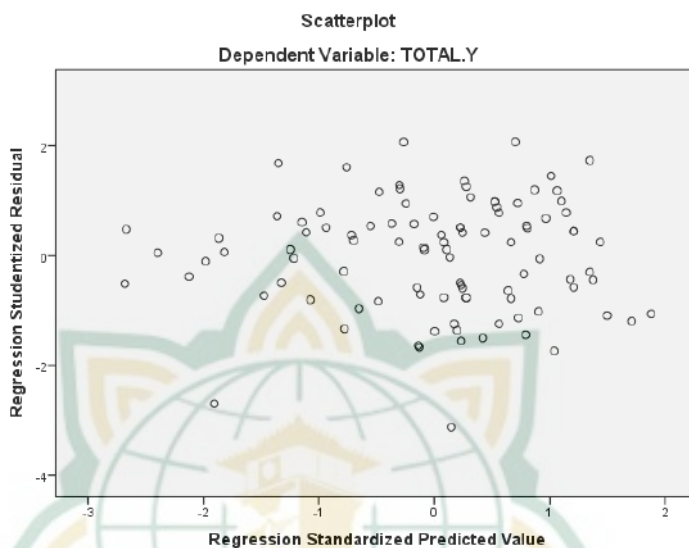 Scatterplot
Dependent Variable: TOTAL.Y
Regression Studentized Residual
2
0
-2
-4
-3
-2
-1
0
1
2
Regression Standardized Predicted Value